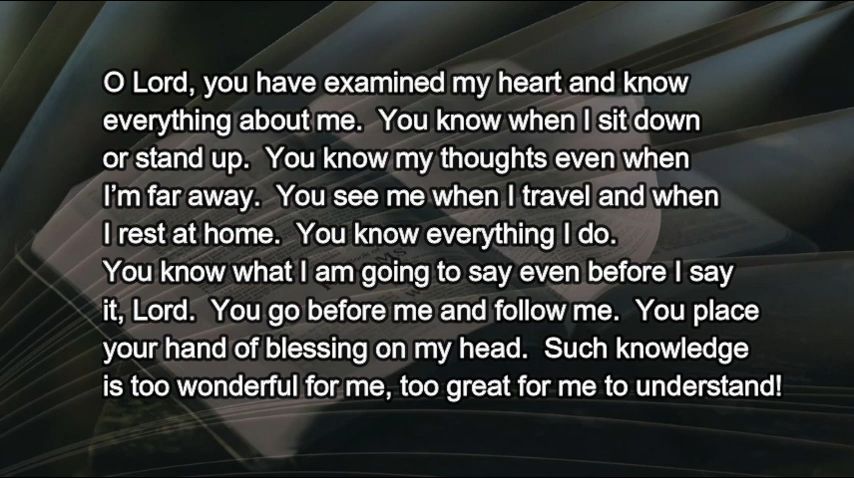 O Lord, you have examined my heart and know
everything about me.  You know when I sit down
or stand up.  You know my thoughts even when
I'm far away.  You see me when I travel and when
I rest at home.  You know everything I do.
You know what I am going to say even before I say
it, Lord.  You go before me and follow me.  You place
your hand of blessing on my head.  Such knowledge
is too wonderful for me, too great for me to understand!